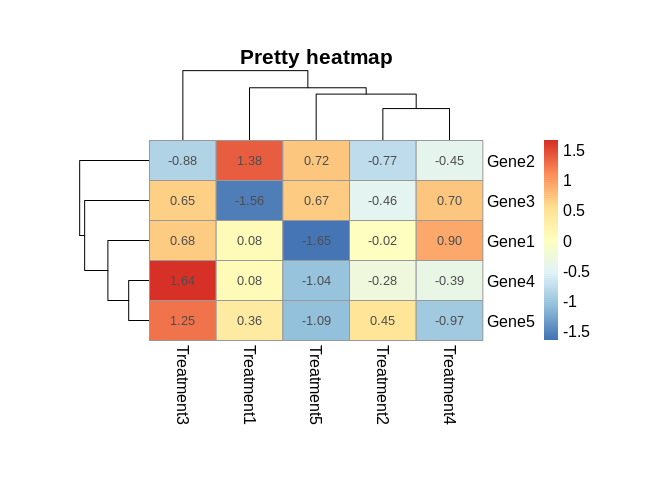 Pretty heatmap
-0.88 1.38 0.72 -0.77 -0.45 Gene2
0.65 -1.56 0.67 -0.46 0.70 Gene3
0.68 0.08 -1.65 -0.02 0.90 Gene1
1.64 0.08 -1.04 -0.28 -0.39 Gene4
1.25 0.36 -1.09 0.45 -0.97 Gene5
Treatment3
Treatment1
Treatment5
Treatment2
Treatment4
1.5
1
0.5
0
-0.5
-1
-1.5